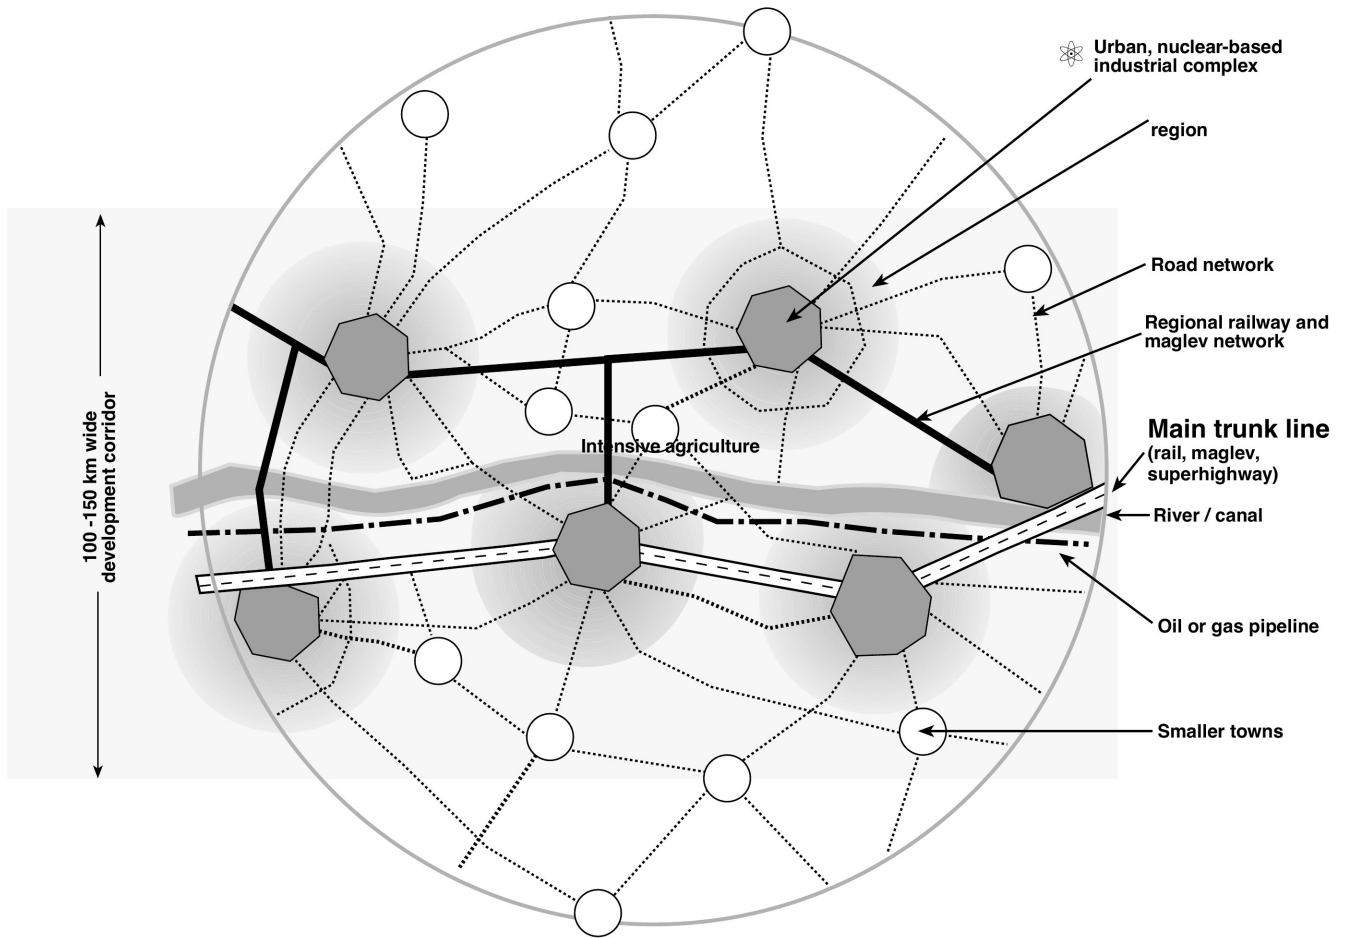 Urban, nuclear-based
industrial complex
region
Road network
Regional railway and
maglev network
Main trunk line
(rail, maglev,
superhighway)
River / canal
Oil or gas pipeline
Smaller towns
Intensive agriculture
100 -150 km wide
development corridor